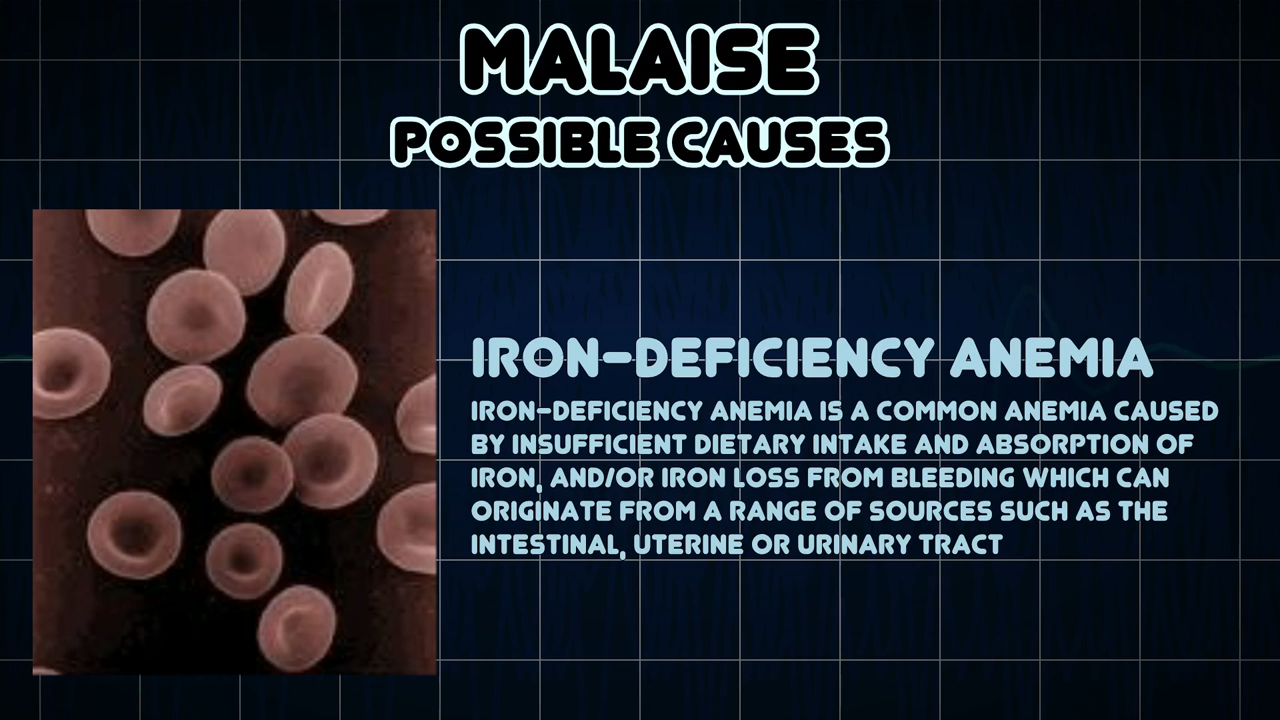 MALAISE
POSSIBLE CAUSES
IRON-DEFICIENCY ANEMIA
IRON-DEFICIENCY ANEMIA IS A COMMON ANEMIA CAUSED
BY INSUFFICIENT DIETARY INTAKE AND ABSORPTION OF
IRON, AND/OR IRON LOSS FROM BLEEDING WHICH CAN
ORIGINATE FROM A RANGE OF SOURCES SUCH AS THE
INTESTINAL, UTERINE OR URINARY TRACT